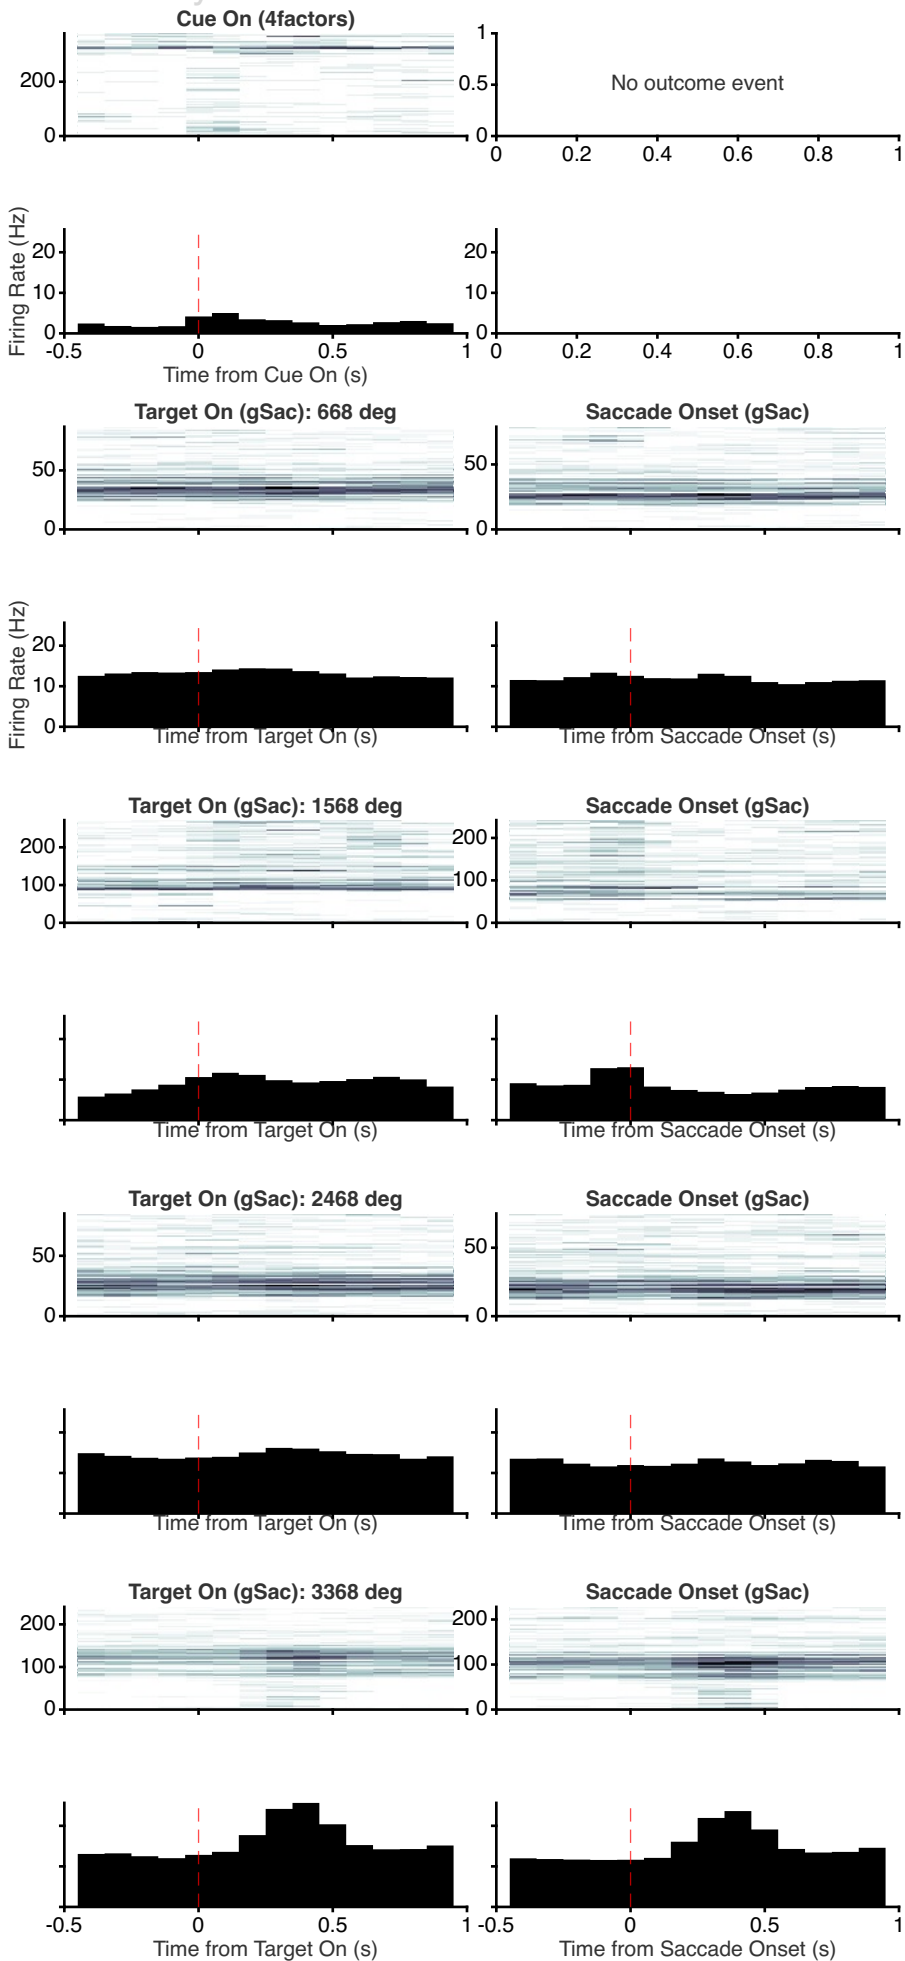 Cue On (4factors)
200
0
1
0.5
0
No outcome event
0 0.2 0.4 0.6 0.8 1
Firing Rate (Hz)
20
10
0
-0.5 0 0.5 1
Time from Cue On (s)
20
10
0
0 0.2 0.4 0.6 0.8 1
Target On (gSac): 668 deg
50
0
Saccade Onset (gSac)
50
0
Firing Rate (Hz)
20
10
0
Time from Target On (s)
Time from Saccade Onset (s)
Target On (gSac): 1568 deg
200
100
0
Saccade Onset (gSac)
200
100
0
Time from Target On (s)
Time from Saccade Onset (s)
Target On (gSac): 2468 deg
50
0
Saccade Onset (gSac)
50
0
Time from Target On (s)
Time from Saccade Onset (s)
Target On (gSac): 3368 deg
200
100
0
Saccade Onset (gSac)
200
100
0
-0.5 0 0.5 1
Time from Target On (s)
-0.5 0 0.5 1
Time from Saccade Onset (s)